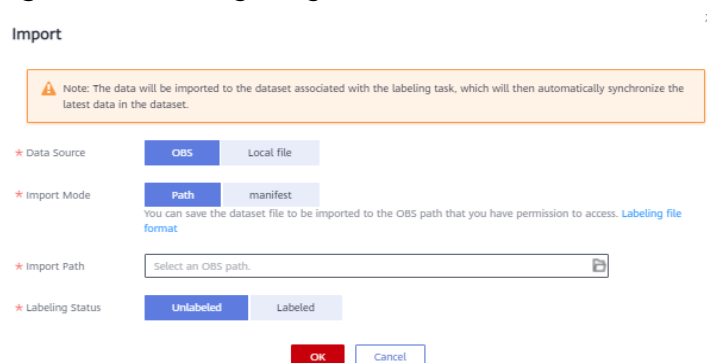 Import
Note: The data will be imported to the dataset associated with the labeling task, which will then automatically synchronize the
latest data in the dataset.
* Data Source OBS Local file
* Import Mode Path manifest
You can save the dataset file to be imported to the OBS path that you have permission to access. Labeling file
format
* Import Path Select an OBS path.
* Labeling Status Unlabeled Labeled
OK Cancel